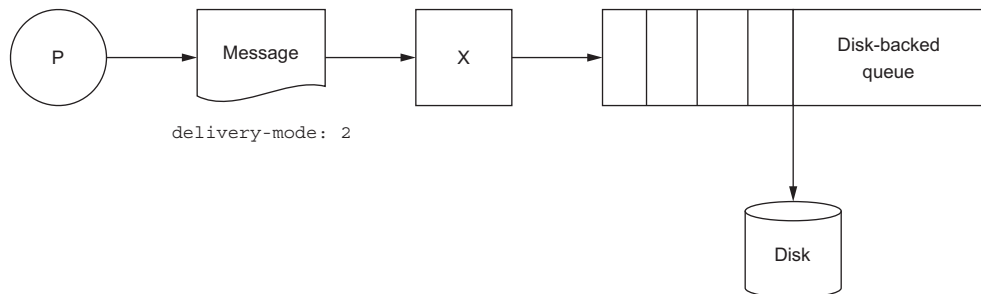 P
Message
X
Disk-backed
queue
delivery-mode: 2
Disk